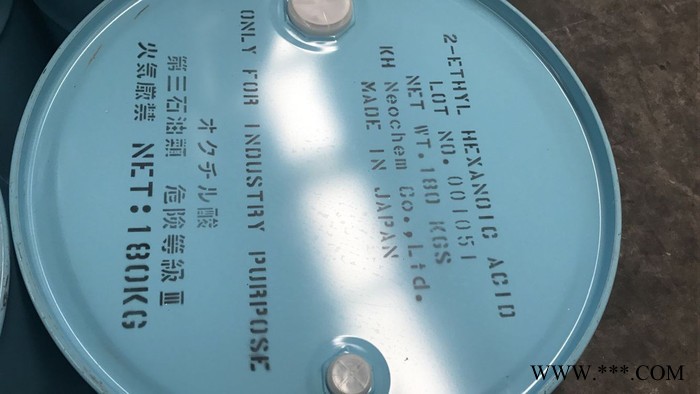 2-ETHYL HEXANOIC ACID
LOT NO. 001051
NET WT. 180 KGS
KH Neochem Co.,Ltd.
MADE IN JAPAN
ONLY FOR INDUSTRY PURPOSE
オクチル酸
第三石油類 危険等級Ⅲ
火気厳禁 NET:180KG
WWW.***.COM